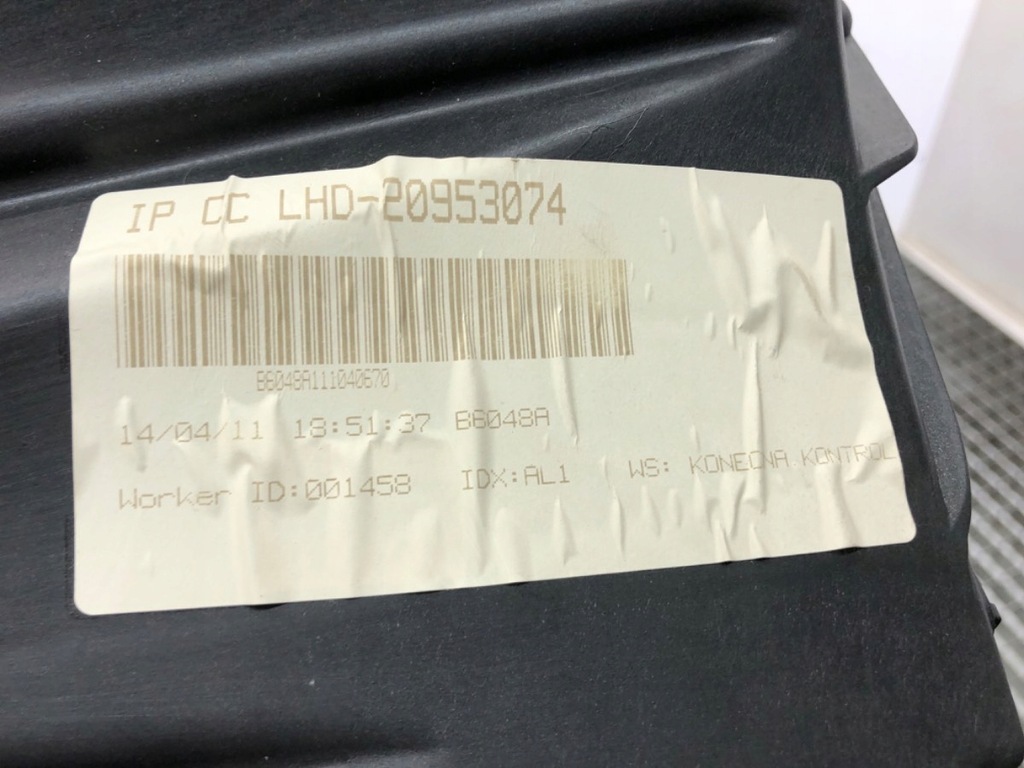 IP CC LHD-20953074
B6048A111040670
14/04/11 18:51:37 B6048A
Worker ID:001458 IDX:AL1 WS: KONECNA KONTROL